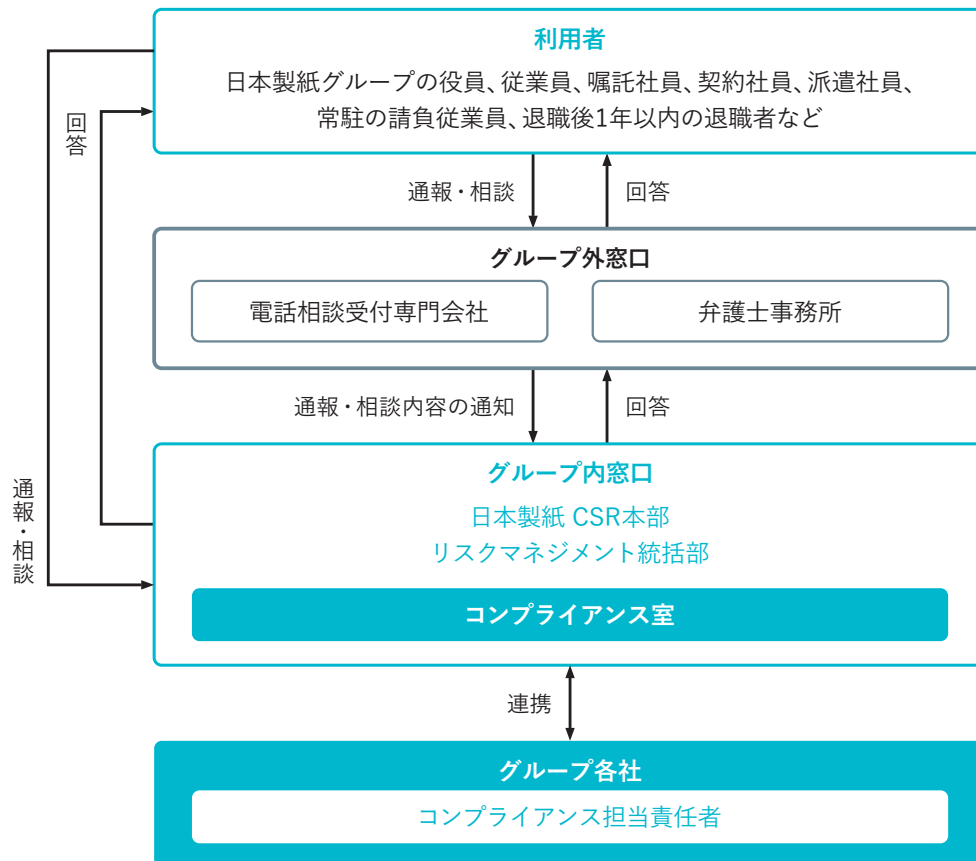 利用者
日本製紙グループの役員、従業員、嘱託社員、契約社員、派遣社員、
常駐の請負従業員、退職後1年以内の退職者など
回答
通報・相談
回答
グループ外窓口
電話相談受付専門会社
弁護士事務所
通報・相談内容の通知
回答
通報・相談
グループ内窓口
日本製紙 CSR本部
リスクマネジメント統括部
コンプライアンス室
連携
グループ各社
コンプライアンス担当責任者